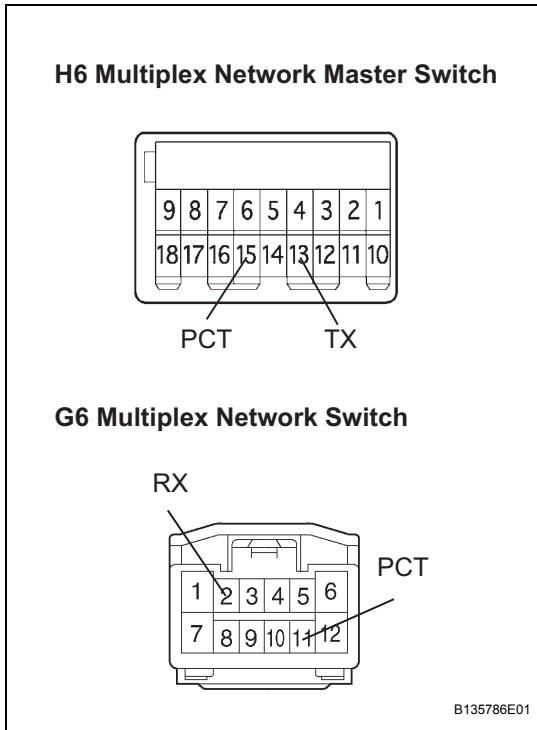 H6 Multiplex Network Master Switch
9 8 7 6 5 4 3 2 1
18 17 16 15 14 13 12 11 10
PCT TX
G6 Multiplex Network Switch
RX
PCT
1 2 3 4 5 6
7 8 9 10 11 12
B135786E01